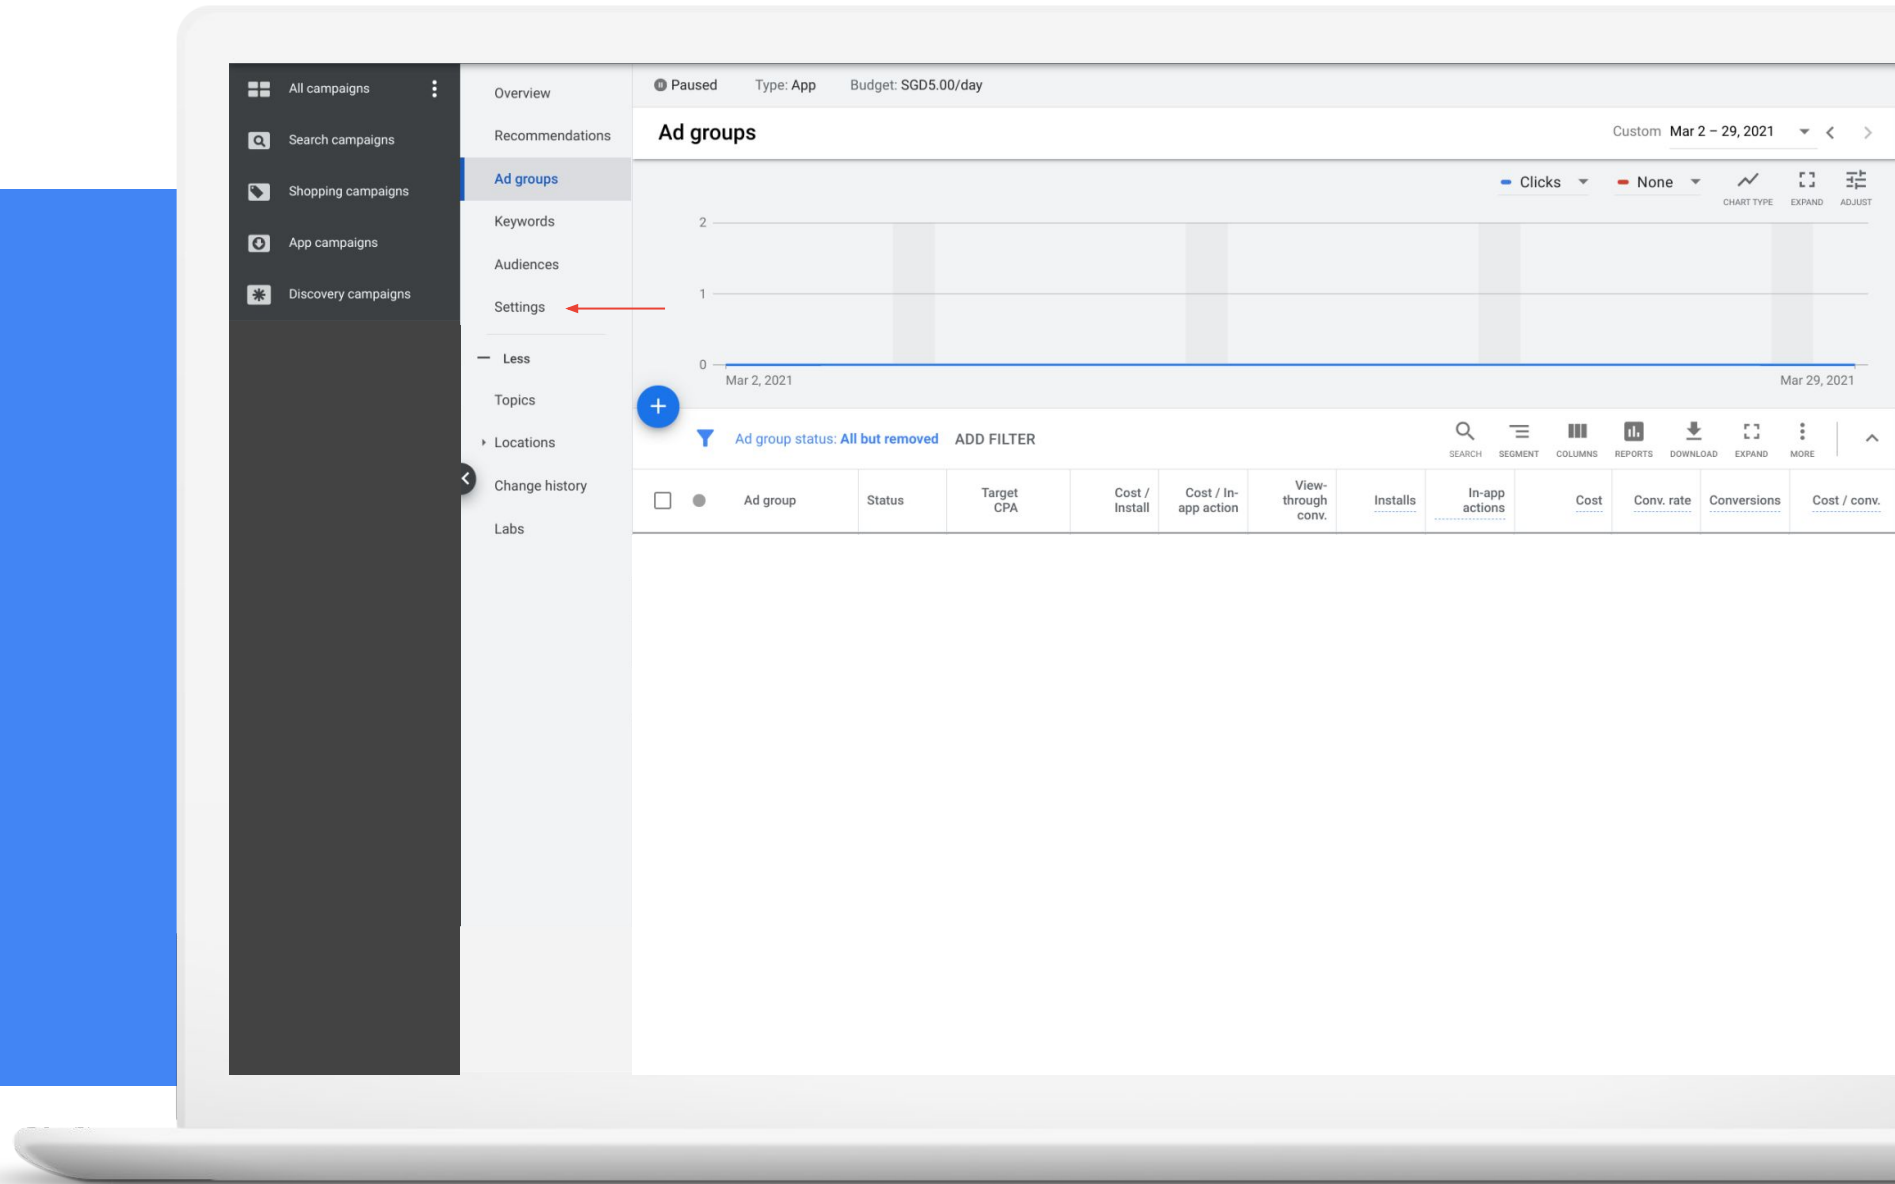 All campaigns
Search campaigns
Shopping campaigns
App campaigns
Discovery campaigns
Overview
Recommendations
Ad groups
Keywords
Audiences
Settings
Less
Topics
Locations
Change history
Labs
Paused Type: App Budget: SGD5.00/day
Ad groups
Custom Mar 2 – 29, 2021
Clicks None
CHART TYPE EXPAND ADJUST
2
1
0
Mar 2, 2021 Mar 29, 2021
Ad group status: All but removed ADD FILTER
SEARCH SEGMENT COLUMNS REPORTS DOWNLOAD EXPAND MORE
Ad group
Status
Target
CPA
Cost /
Install
Cost / In-
app action
View-
through
conv.
Installs
In-app
actions
Cost
Conv. rate
Conversions
Cost / conv.